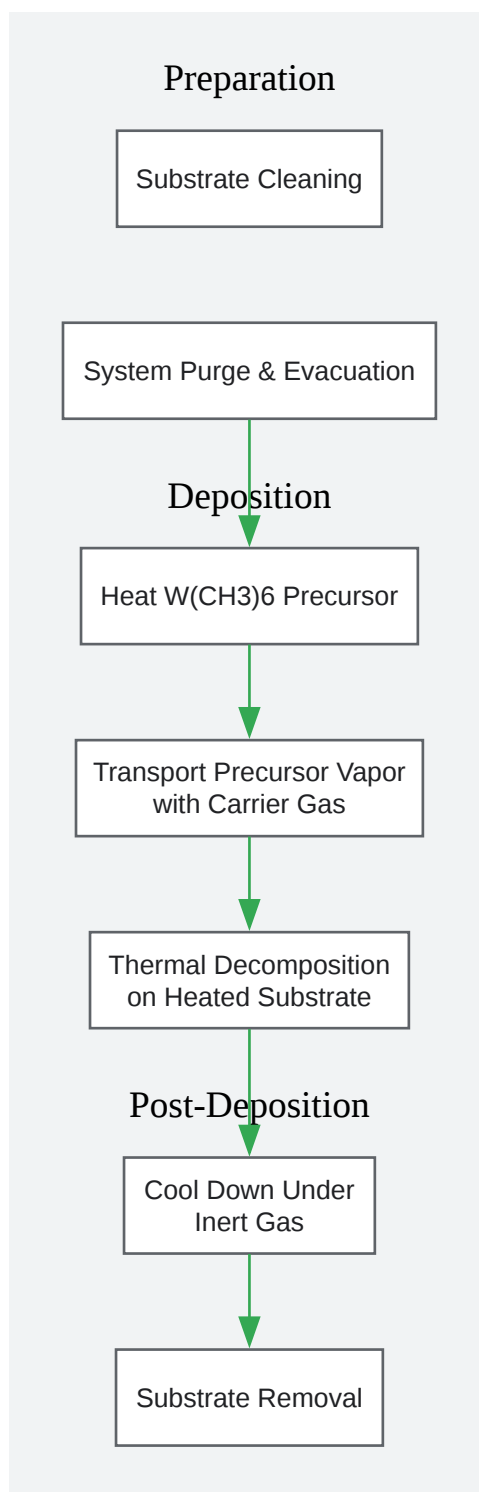 Preparation
Substrate Cleaning
System Purge & Evacuation
Deposition
Heat W(CH3)6 Precursor
Transport Precursor Vapor
with Carrier Gas
Thermal Decomposition
on Heated Substrate
Post-Deposition
Cool Down Under
Inert Gas
Substrate Removal